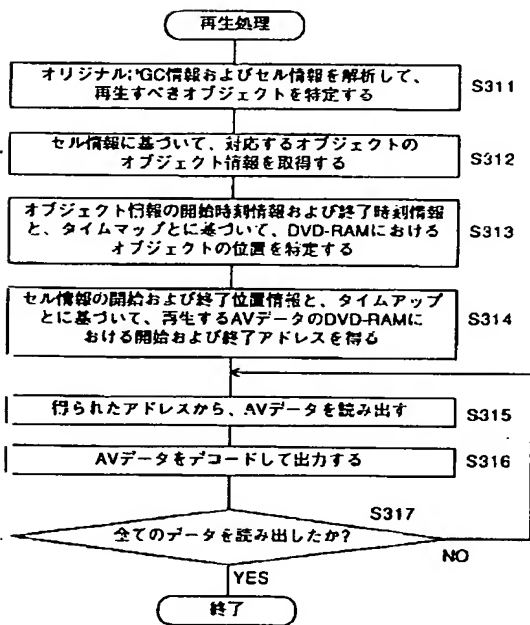 再生処理
オリジナル:'GC情報およびセル情報を解析して、
再生すべきオブジェクトを特定する
S311
セル情報に基づいて、対応するオブジェクトの
オブジェクト情報を取得する
S312
オブジェクト情報の開始時刻情報および終了時刻情報
と、タイムマップとに基づいて、DVD-RAMにおける
オブジェクトの位置を特定する
S313
セル情報の開始および終了位置情報と、タイムアップ
とに基づいて、再生するAVデータのDVD-RAMに
おける開始および終了アドレスを得る
S314
得られたアドレスから、AVデータを読み出す
S315
AVデータをデコードして出力する
S316
S317
全てのデータを読み出したか?
NO
YES
終了